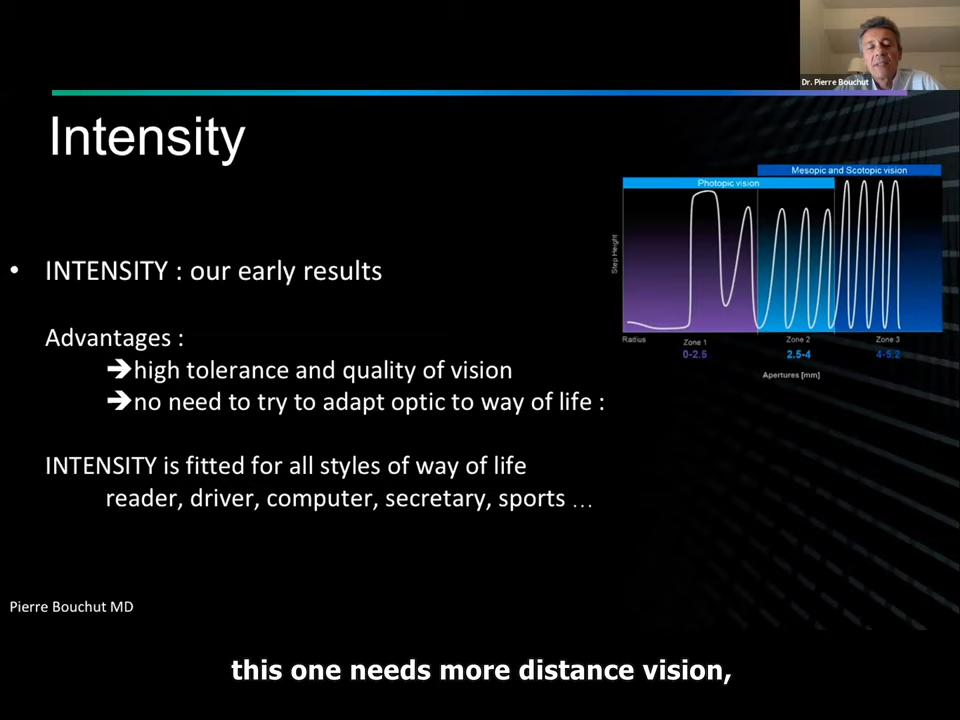 Dr. Pierre Bouchut
Intensity
Mesopic and Scotopic vision
Photopic vision
• INTENSITY : our early results
Step Height
Advantages :
➔high tolerance and quality of vision
➔no need to try to adapt optic to way of life :
Radius
Zone 1
Zone 2
Zone 3
0-2.5
2.5-4
4-5.2
Apertures [mm]
INTENSITY is fitted for all styles of way of life
reader, driver, computer, secretary, sports ...
Pierre Bouchut MD
this one needs more distance vision,